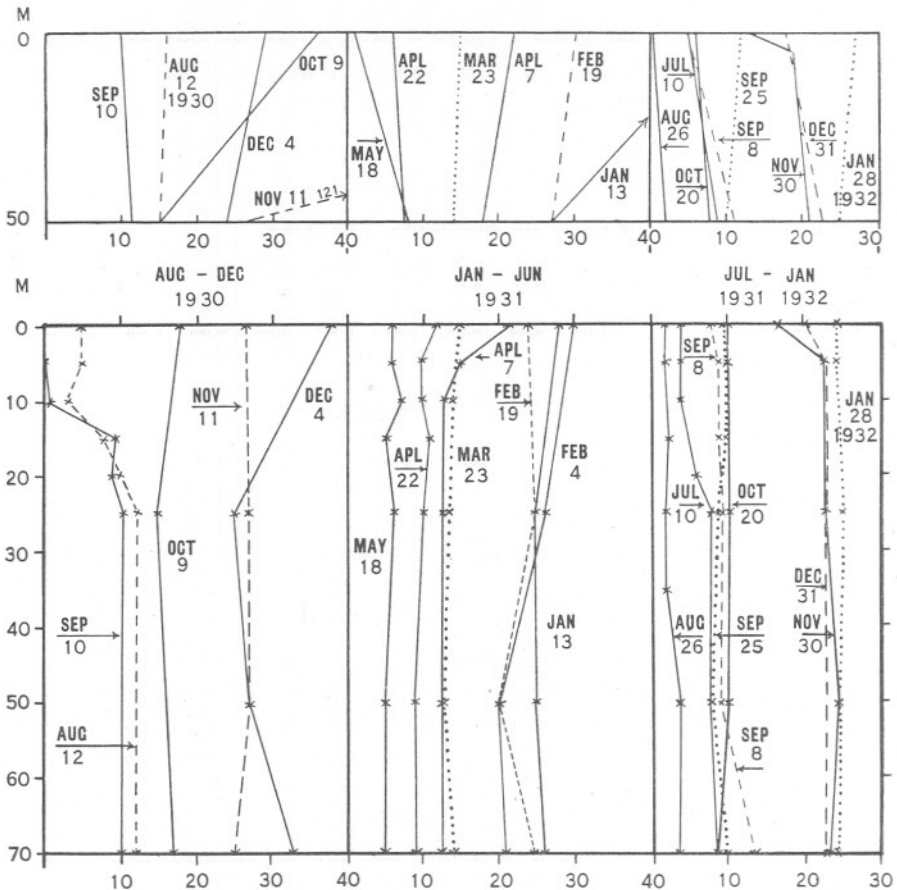 M
0
50
SEP
10
AUG
12
1930
OCT 9
DEC 4
NOV 11 121
MAY
18
APL
22
MAR
23
APL
7
FEB
19
JAN
13
JUL
10
AUG
26
OCT
20
SEP
25
SEP
8
NOV
30
DEC
31
JAN
28
1932
10 20 30 40 10 20 30 40 10 20 30
AUG - DEC
1930
JAN - JUN
1931
JUL - JAN
1931 1932
M
0
10
20
30
40
50
60
70
NOV
11
DEC
4
OCT
9
SEP
10
AUG
12
MAY
18
APL
22
MAR
23
APL
7
FEB
19
FEB
4
JAN
13
SEP
8
JUL
10
OCT
20
AUG
26
SEP
25
SEP
8
DEC
31
NOV
30
JAN
28
1932
10 20 30 40 10 20 30 40 10 20 30